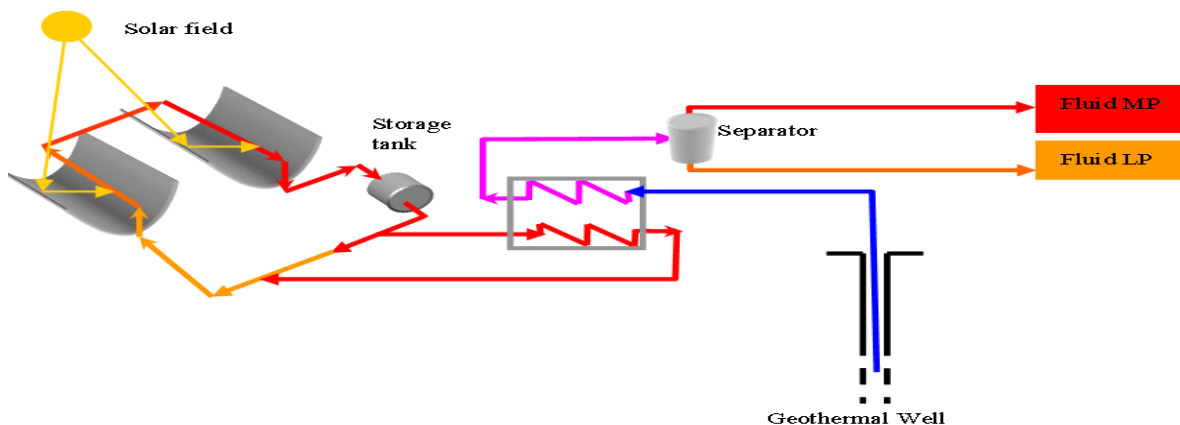 Solar field
Storage
tank
Separator
Fluid MP
Fluid LP
Geothermal Well